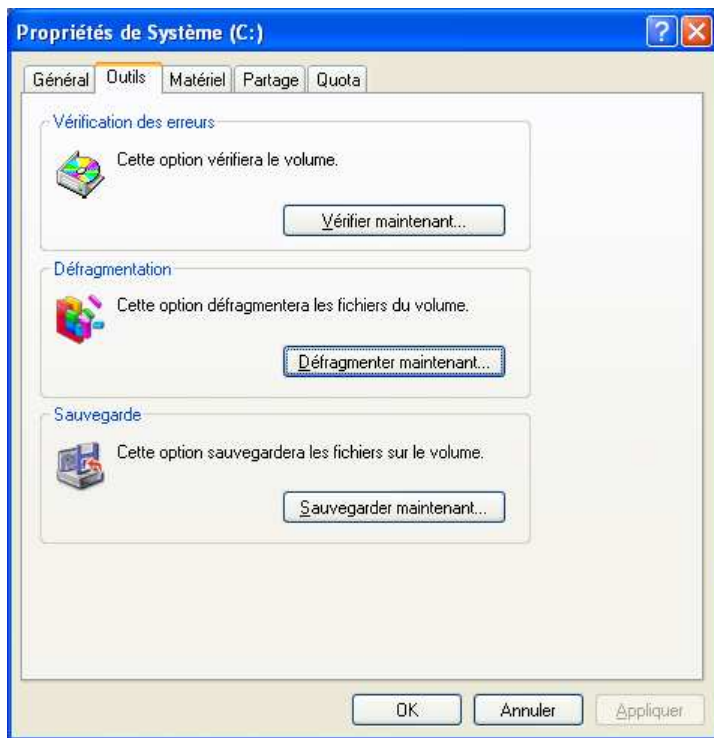 Propriétés de Système (C:)
Général Outils Matériel Partage Quota
Vérification des erreurs
Cette option vérifiera le volume.
Vérifier maintenant...
Défragmentation
Cette option défragmentera les fichiers du volume.
Défragmenter maintenant...
Sauvegarde
Cette option sauvegardera les fichiers sur le volume.
Sauvegarder maintenant...
OK Annuler Appliquer